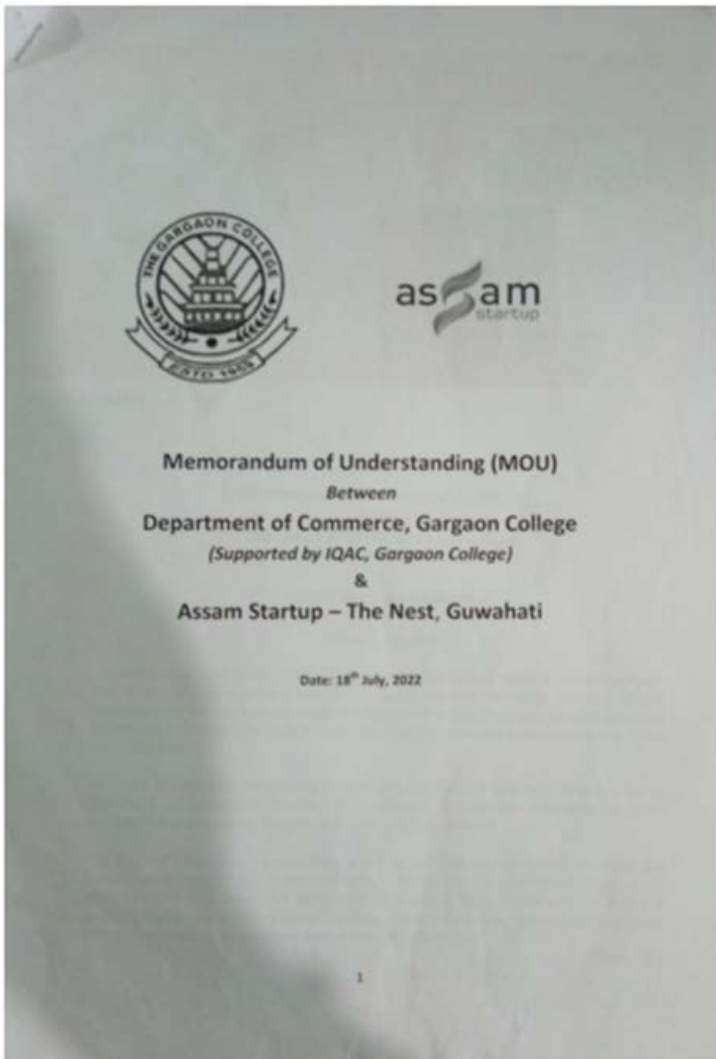 THE GARGAON COLLEGE
ESTD 1959
assam
startup
Memorandum of Understanding (MOU)
Between
Department of Commerce, Gargaon College
(Supported by IQAC, Gargaon College)
&
Assam Startup – The Nest, Guwahati
Date: 18th July, 2022
1